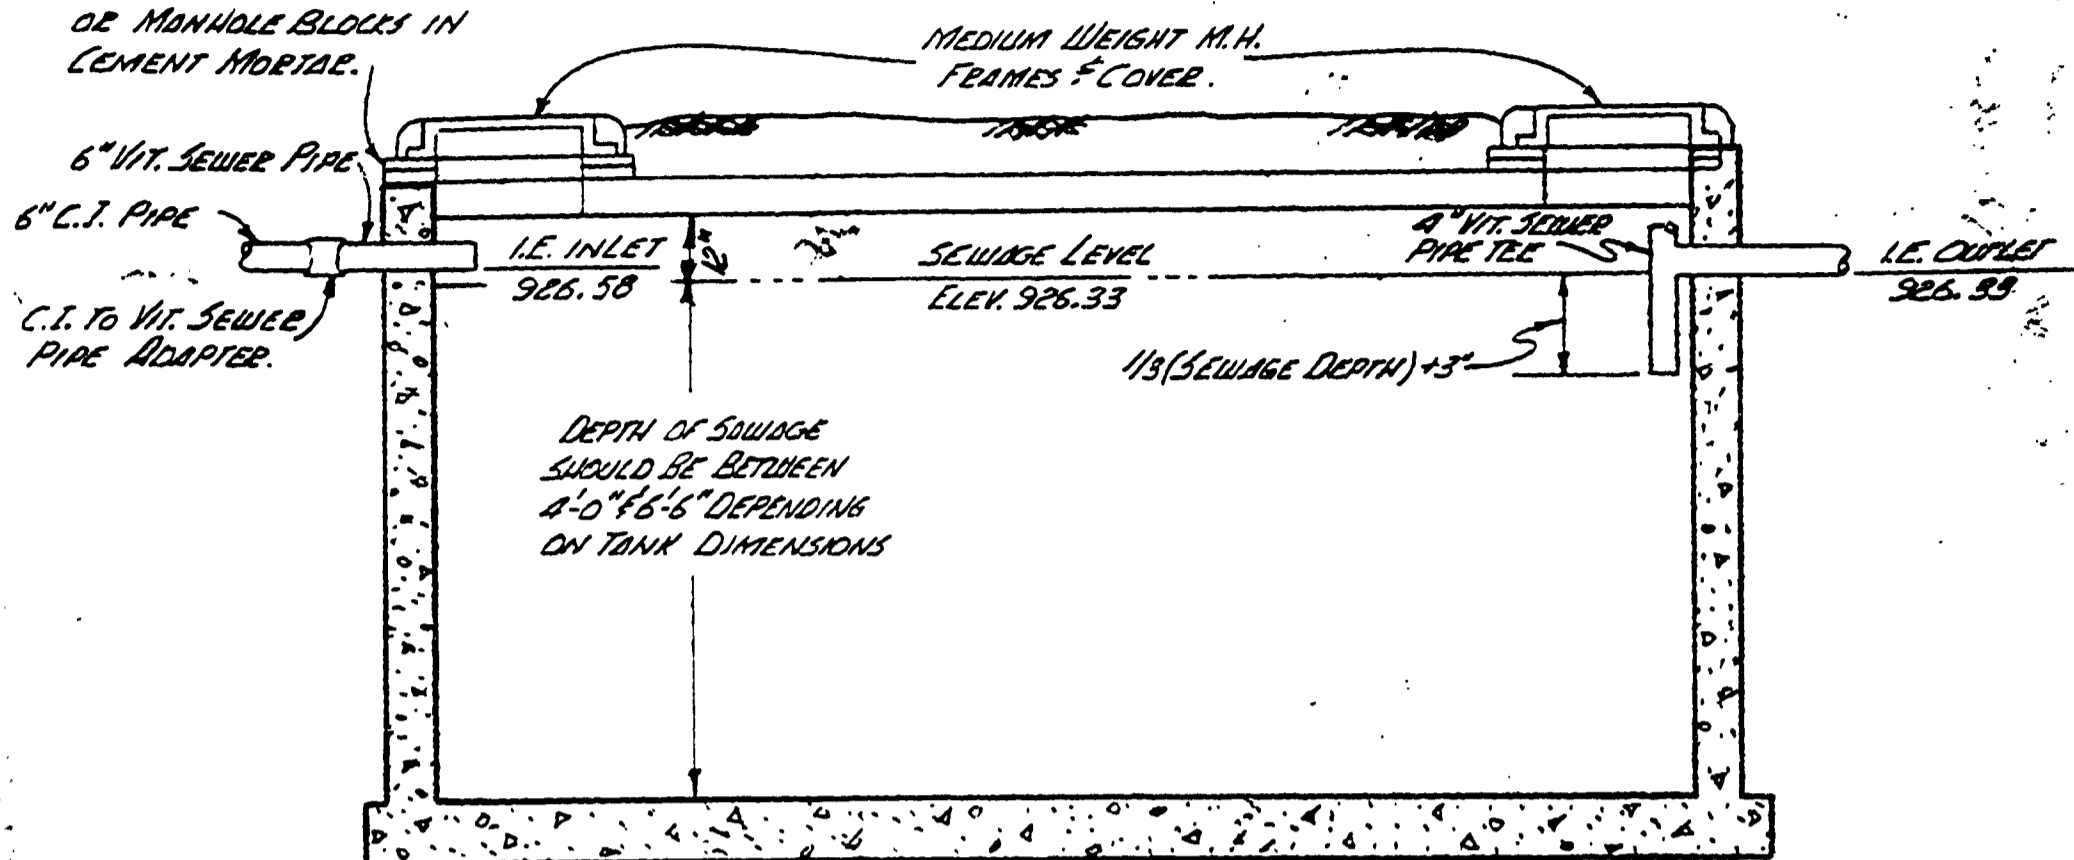 OR MANHOLE BLOCKS IN
CEMENT MORTAR.
MEDIUM WEIGHT M.H.
FRAMES & COVER.
6" VIT. SEWER PIPE
6" C.I. PIPE
C.I. TO VIT. SEWER
PIPE ADAPTER.
I.E. INLET
926.58
12"
SEWAGE LEVEL
ELEV. 926.33
4" VIT. SEWER
PIPE TEE
I.E. OUTLET
926.33
1/3 (SEWAGE DEPTH) + 3"
DEPTH OF SAWAGE
SHOULD BE BETWEEN
4'-0" & 6'-6" DEPENDING
ON TANK DIMENSIONS